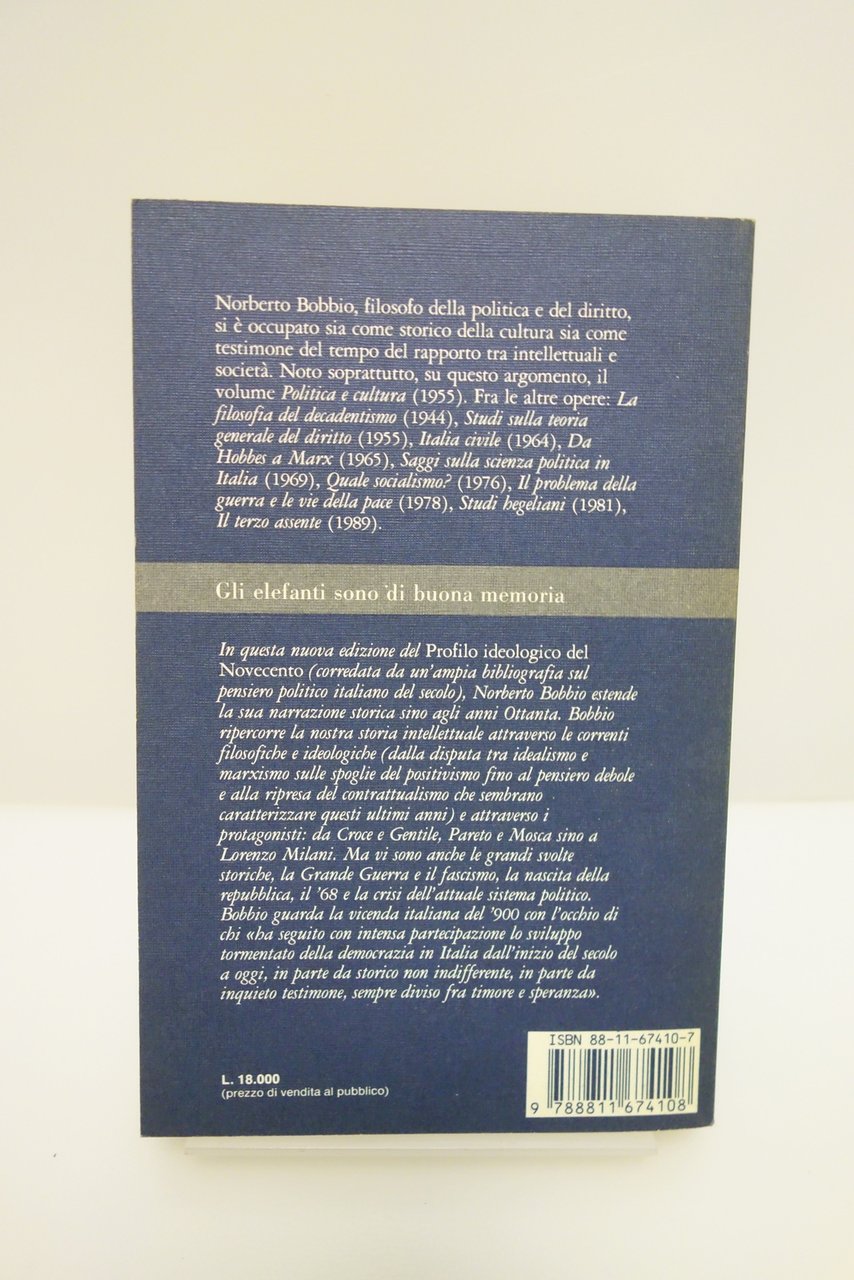 Norberto Bobbio, filosofo della politica e del diritto,
si è occupato sia come storico della cultura sia come
testimone del tempo del rapporto tra intellettuali e
società. Noto soprattutto, su questo argomento, il
volume Politica e cultura (1955). Fra le altre opere: La
filosofia del decadentismo (1944), Studi sulla teoria
generale del diritto (1955), Italia civile (1964), Da
Hobbes a Marx (1965), Saggi sulla scienza politica in
Italia (1969), Quale socialismo? (1976), Il problema della
guerra e le vie della pace (1978), Studi hegeliani (1981),
Il terzo assente (1989).
Gli elefanti sono di buona memoria
In questa nuova edizione del Profilo ideologico del
Novecento (corredata da un'ampia bibliografia sul
pensiero politico italiano del secolo), Norberto Bobbio estende
la sua narrazione storica sino agli anni Ottanta. Bobbio
ripercorre la nostra storia intellettuale attraverso le correnti
filosofiche e ideologiche (dalla disputa tra idealismo e
marxismo sulle spoglie del positivismo fino al pensiero debole
e alla ripresa del contrattualismo che sembrano
caratterizzare questi ultimi anni) e attraverso i
protagonisti: da Croce e Gentile, Pareto e Mosca sino a
Lorenzo Milani. Ma vi sono anche le grandi svolte
storiche, la Grande Guerra e il fascismo, la nascita della
repubblica, il '68 e la crisi dell'attuale sistema politico.
Bobbio guarda la vicenda italiana del '900 con l'occhio di
chi «ha seguito con intensa partecipazione lo sviluppo
tormentato della democrazia in Italia dall'inizio del secolo
a oggi, in parte da storico non indifferente, in parte da
inquieto testimone, sempre diviso fra timore e speranza».
ISBN 88-11-67410-7
9 788811 674108
L. 18.000
(prezzo di vendita al pubblico)